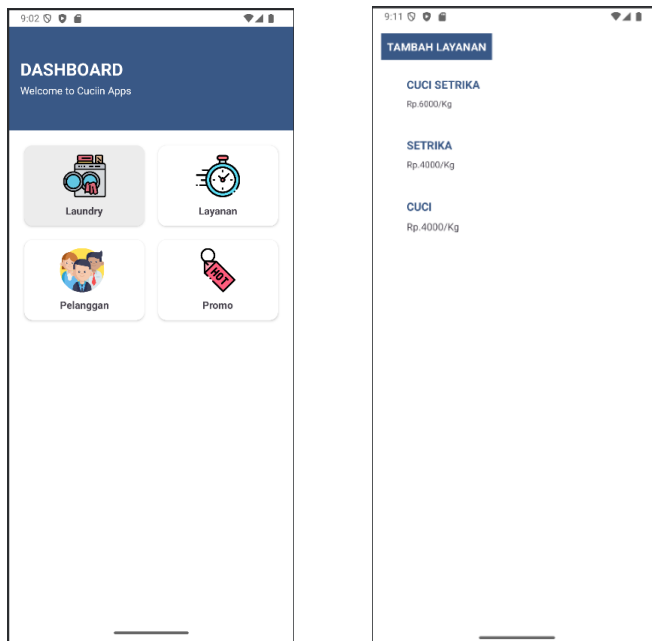 9:02
DASHBOARD
Welcome to Cuciin Apps
Laundry
Layanan
Pelanggan
HOT
Promo
9:11
TAMBAH LAYANAN
CUCI SETRIKA
Rp.6000/Kg
SETRIKA
Rp.4000/Kg
CUCI
Rp.4000/Kg